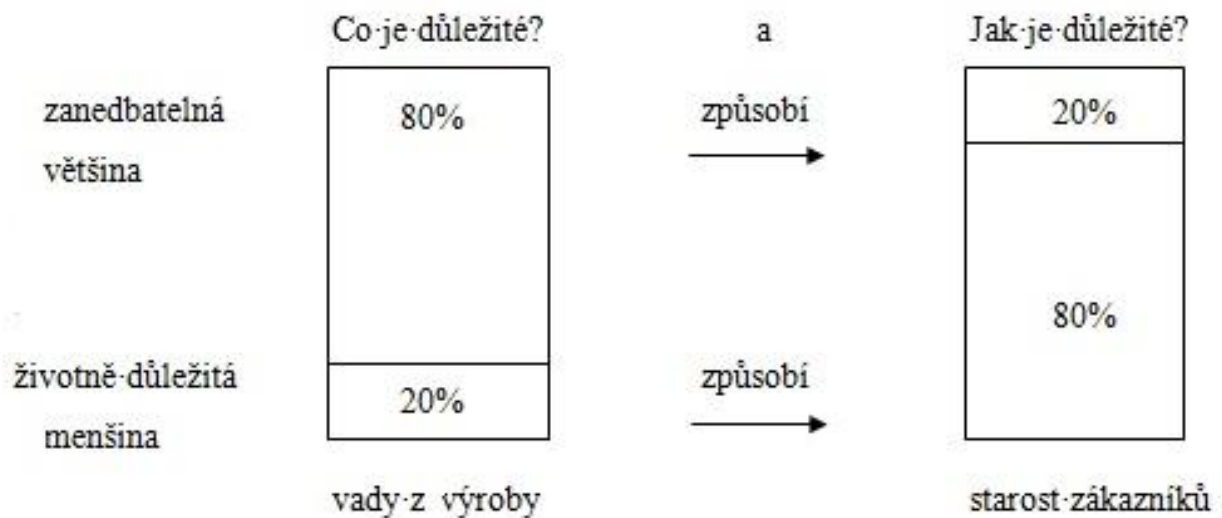 Co·je·důležité? a Jak·je·důležité?
zanedbatelná 80% způsobí 20%
většina
80%
životně·důležitá způsobí
20%
menšina
vady·z výroby starost·zákazníků